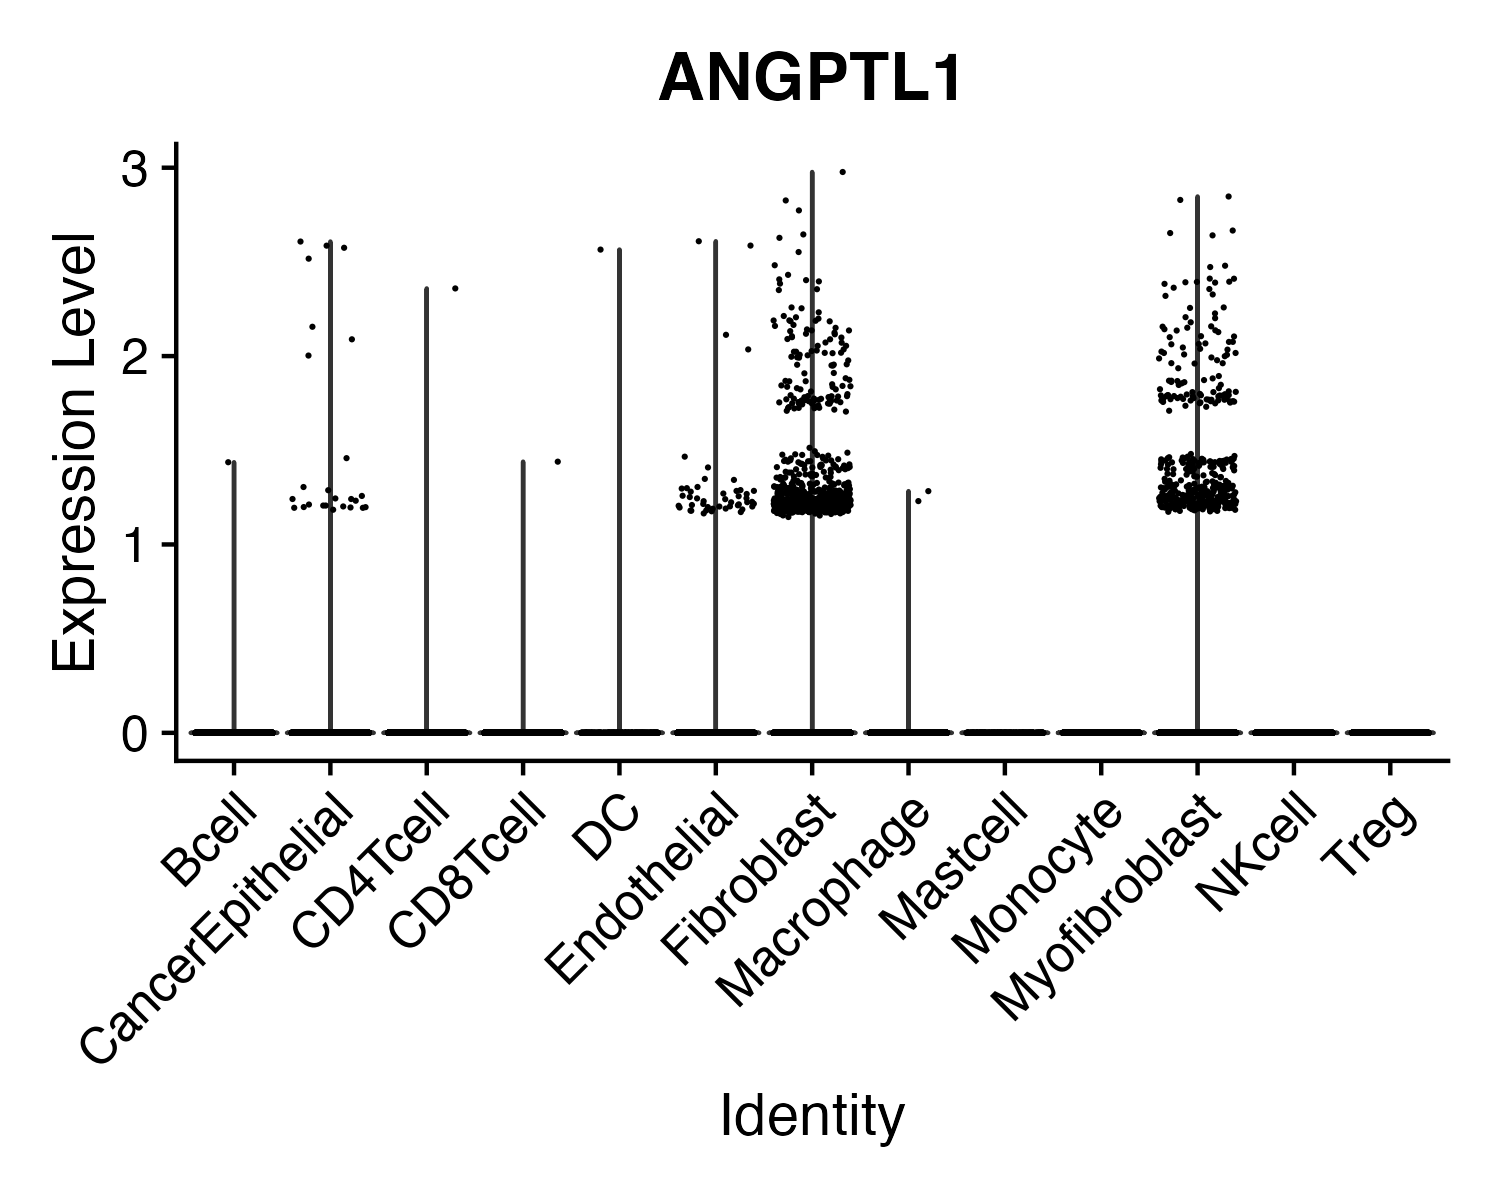 ANGPTL1
Expression Level
3
2
1
0
Bcell
CancerEpithelial
CD4Tcell
CD8Tcell
DC
Endothelial
Fibroblast
Macrophage
Mastcell
Monocyte
Myofibroblast
NKcell
Treg
Identity